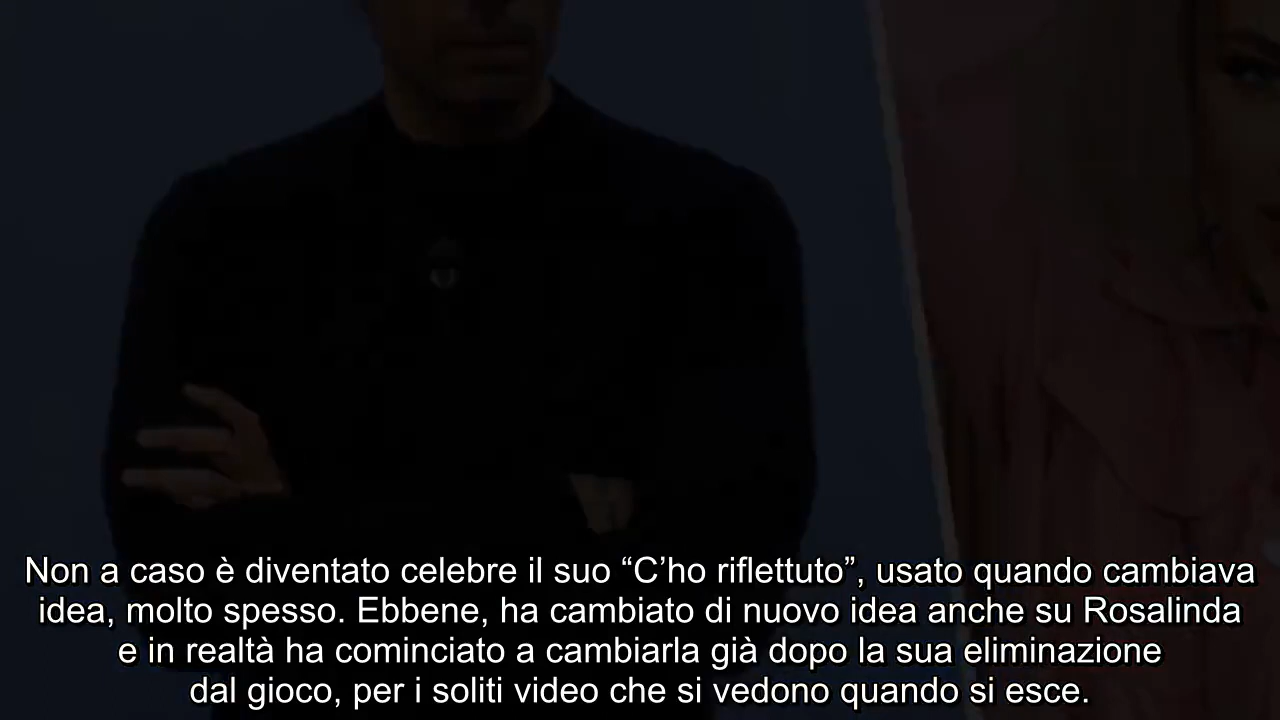 Non a caso è diventato celebre il suo “C’ho riflettuto”, usato quando cambiava
idea, molto spesso. Ebbene, ha cambiato di nuovo idea anche su Rosalinda
e in realtà ha cominciato a cambiarla già dopo la sua eliminazione
dal gioco, per i soliti video che si vedono quando si esce.